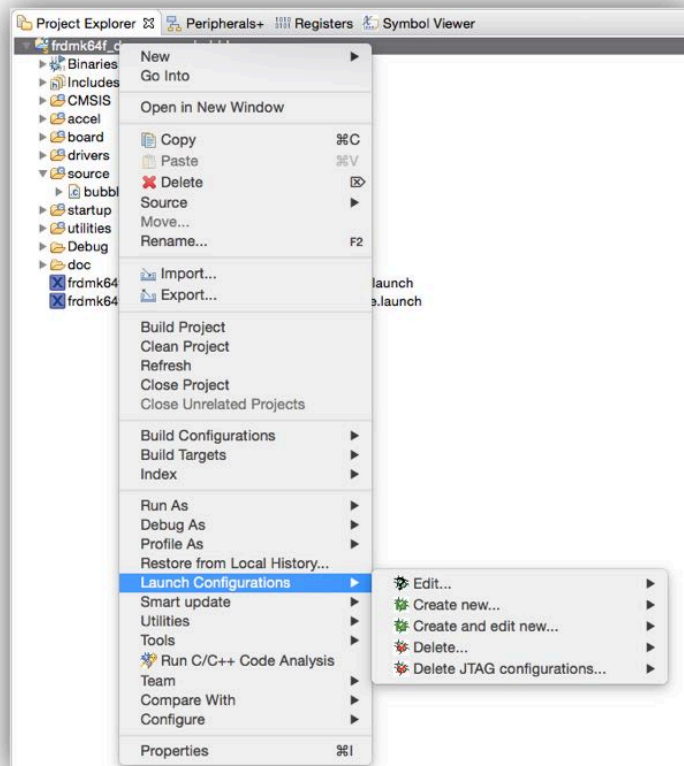 Project Explorer Peripherals+ Registers Symbol Viewer
frdmk64f_d
Binaries
Includes
CMSIS
accel
board
drivers
source
bubbl
startup
utilities
Debug
doc
frdmk64 launch
frdmk64 e.launch
New
Go Into
Open in New Window
Copy ⌘C
Paste ⌘V
Delete ⌦
Source
Move...
Rename... F2
Import...
Export...
Build Project
Clean Project
Refresh
Close Project
Close Unrelated Projects
Build Configurations
Build Targets
Index
Run As
Debug As
Profile As
Restore from Local History...
Launch Configurations
Smart update
Utilities
Tools
Run C/C++ Code Analysis
Team
Compare With
Configure
Properties ⌘I
Edit...
Create new...
Create and edit new...
Delete...
Delete JTAG configurations...